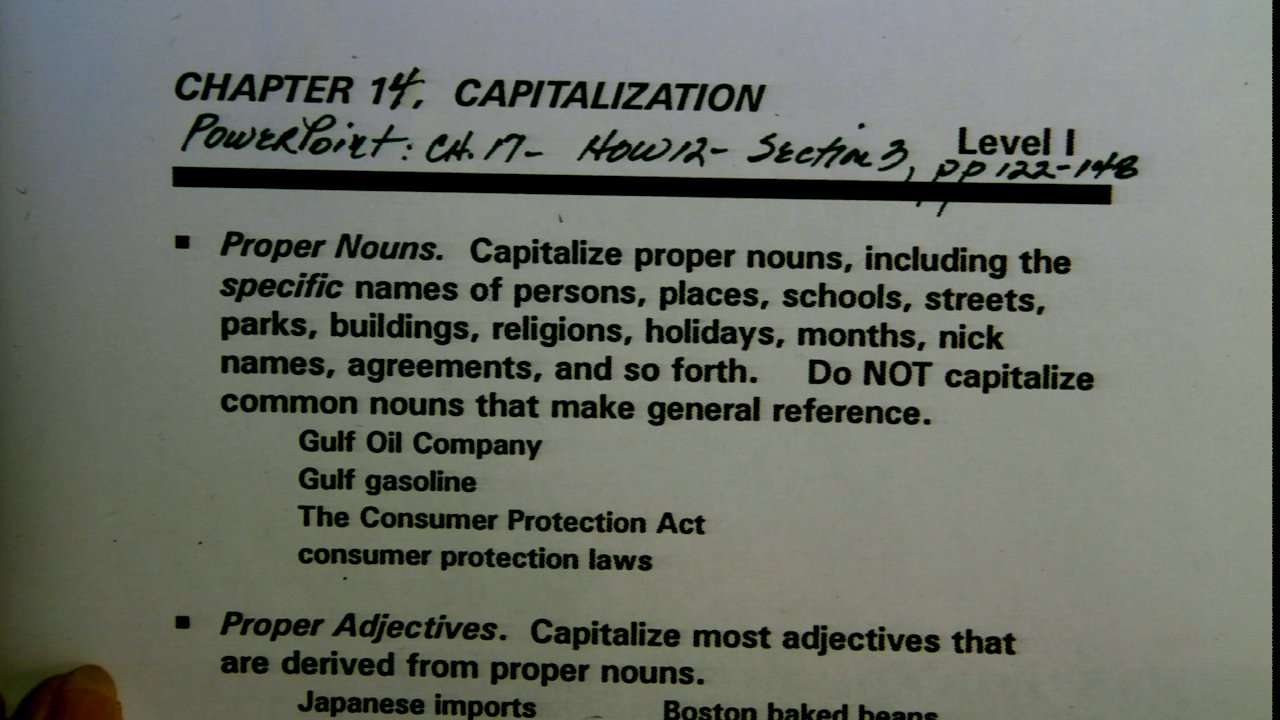 CHAPTER 14, CAPITALIZATION
PowerPoint: CH. 17- HOW12- Section 3, pp 122-148
Level I
▪ Proper Nouns. Capitalize proper nouns, including the
specific names of persons, places, schools, streets,
parks, buildings, religions, holidays, months, nick
names, agreements, and so forth. Do NOT capitalize
common nouns that make general reference.
Gulf Oil Company
Gulf gasoline
The Consumer Protection Act
consumer protection laws
▪ Proper Adjectives. Capitalize most adjectives that
are derived from proper nouns.
Japanese imports Boston baked beans